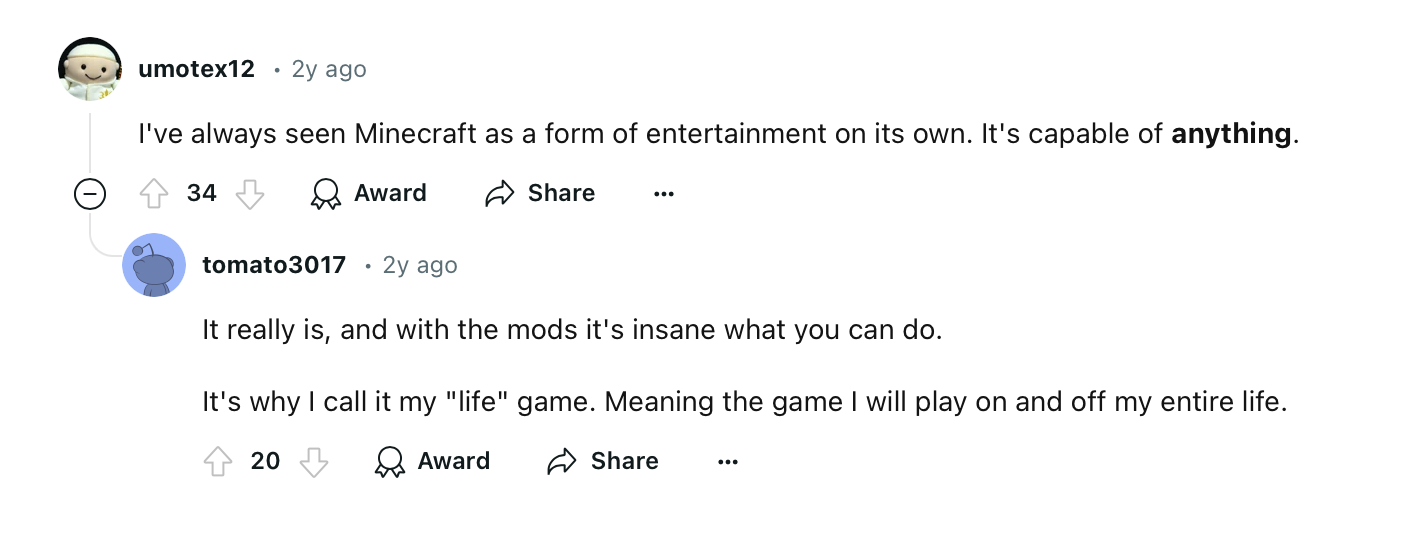 umotex12 • 2y ago
I've always seen Minecraft as a form of entertainment on its own. It's capable of anything.
34 Award Share ...
tomato3017 • 2y ago
It really is, and with the mods it's insane what you can do.
It's why I call it my "life" game. Meaning the game I will play on and off my entire life.
20 Award Share ...